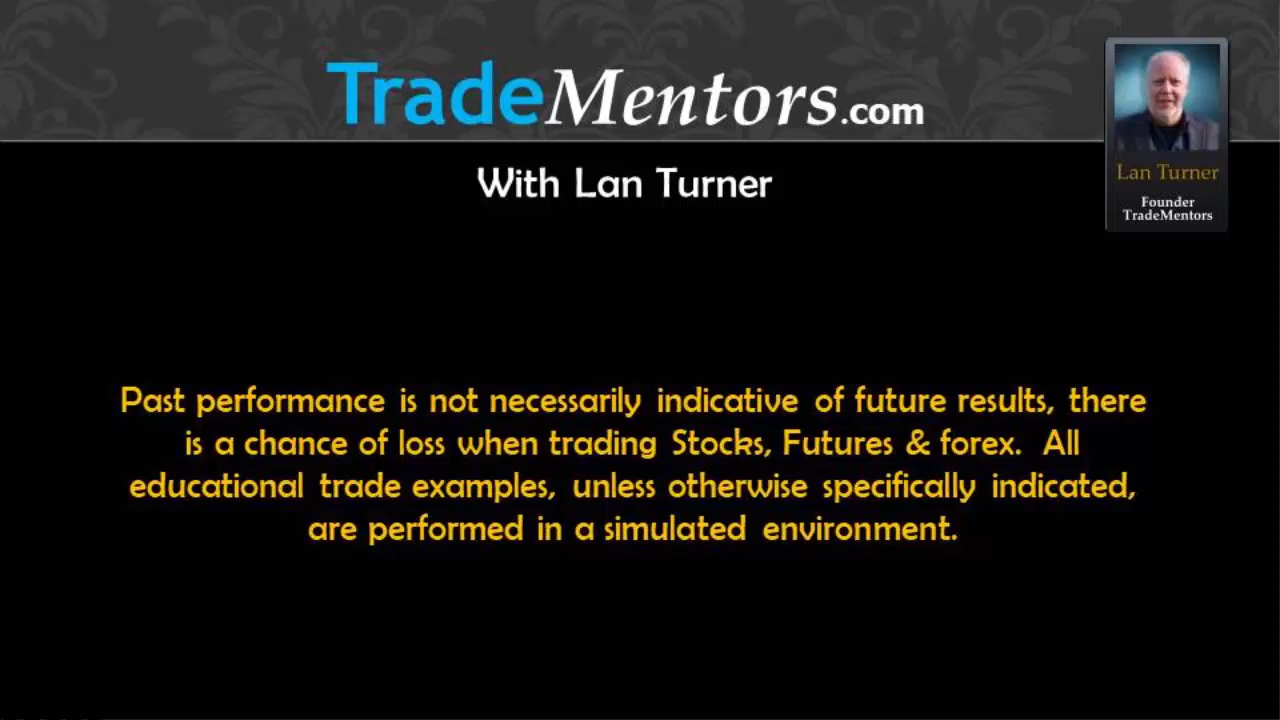 TradeMentors.com
With Lan Turner
Lan Turner
Founder
TradeMentors
Past performance is not necessarily indicative of future results, there
is a chance of loss when trading Stocks, Futures & forex. All
educational trade examples, unless otherwise specifically indicated,
are performed in a simulated environment.